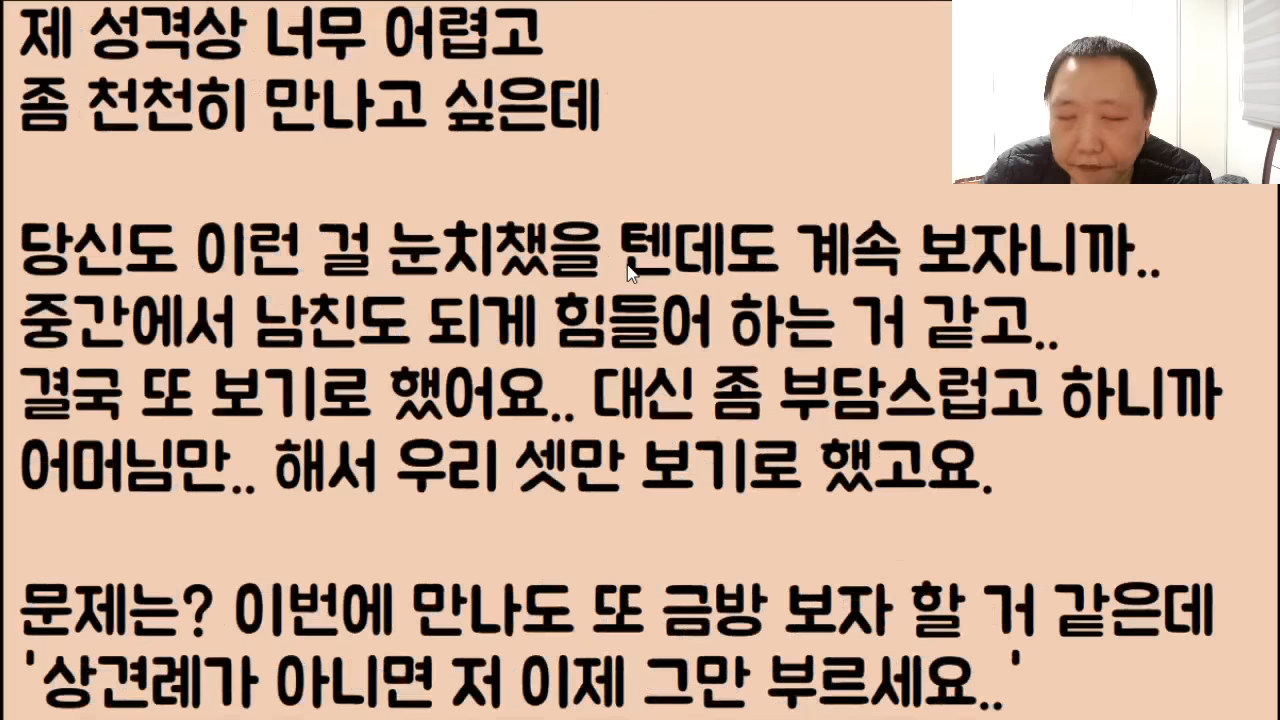 제 성격상 너무 어렵고
좀 천천히 만나고 싶은데
당신도 이런 걸 눈치챘을 텐데도 계속 보자니까..
중간에서 남친도 되게 힘들어 하는 거 같고..
결국 또 보기로 했어요.. 대신 좀 부담스럽고 하니까
어머님만.. 해서 우리 셋만 보기로 했고요.
문제는? 이번에 만나도 또 금방 보자 할 거 같은데
'상견례가 아니면 저 이제 그만 부르세요..'